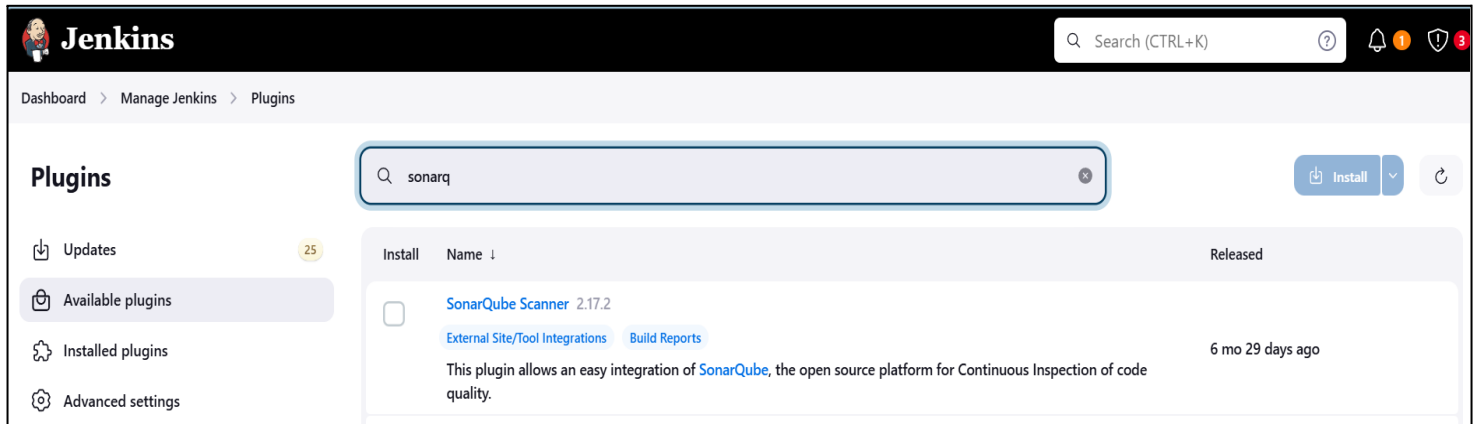 Jenkins
Search (CTRL+K)
1
3
Dashboard > Manage Jenkins > Plugins
Plugins
sonarq
Install
Updates 25
Available plugins
Installed plugins
Advanced settings
Install Name ↓ Released
SonarQube Scanner 2.17.2
External Site/Tool Integrations Build Reports
This plugin allows an easy integration of SonarQube, the open source platform for Continuous Inspection of code
quality.
6 mo 29 days ago